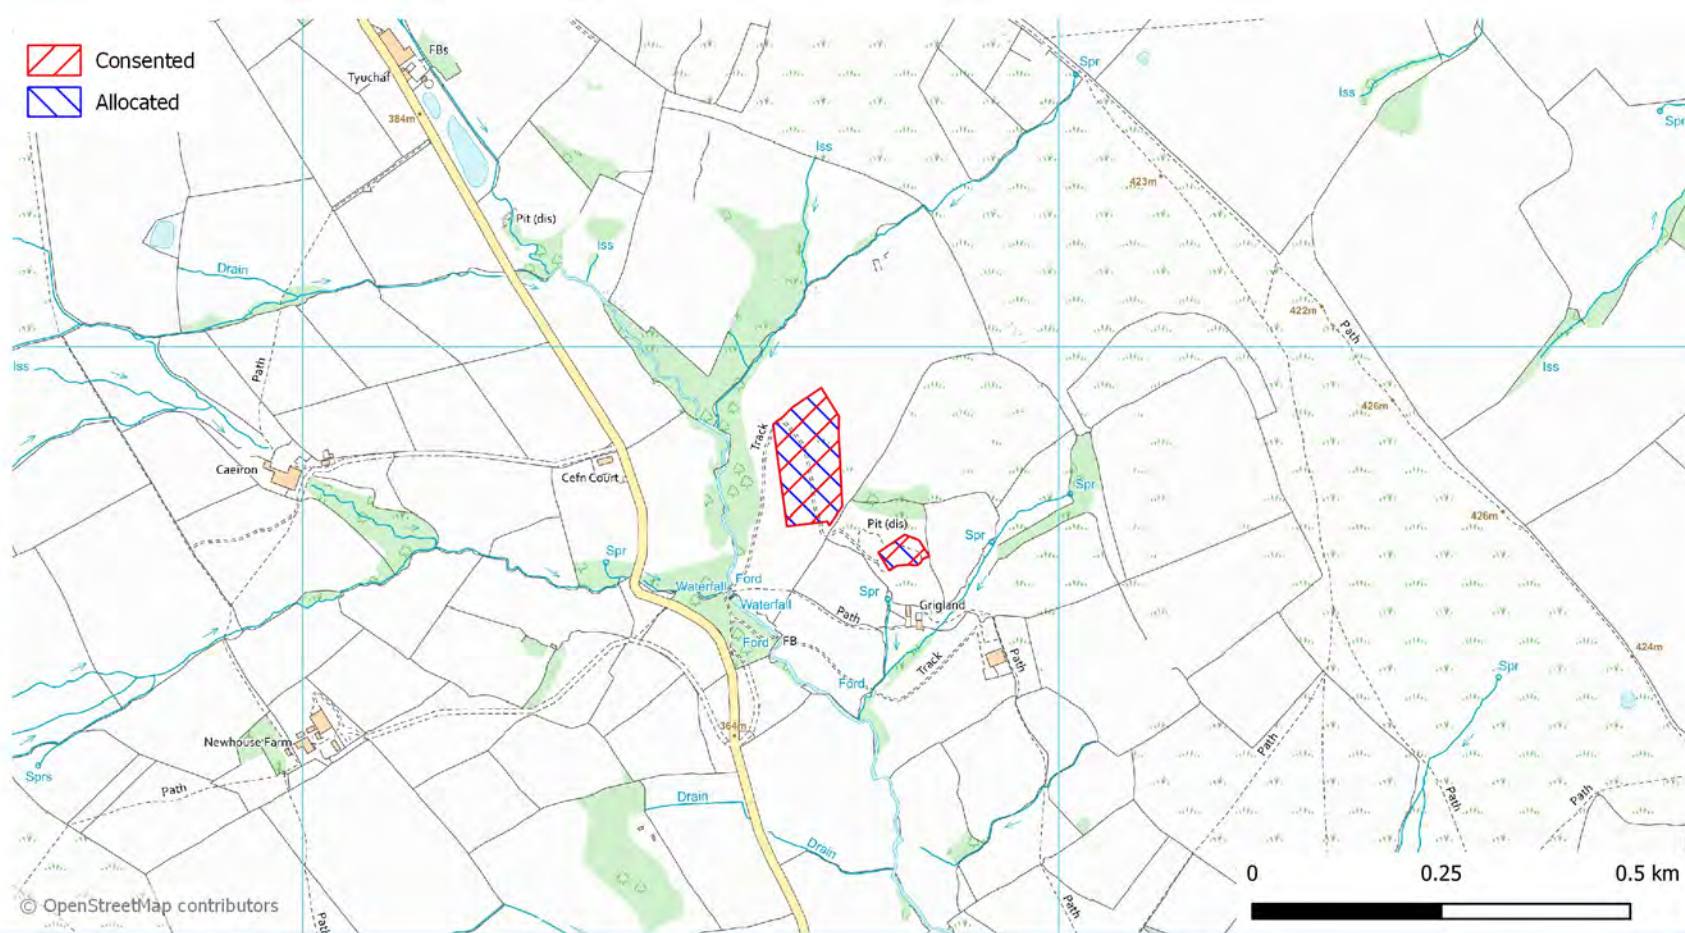 Consented
Allocated
FBs
Tyuchaf
Spr
Iss
384m
Spr
Iss
423m
Pit (dis)
Iss
Drain
422m
Path
Path
Iss
Iss
426m
Track
Caeiron
Cefn Court
Spr
426m
Pit (dis)
Spr
Spr
Waterfall
Ford
Waterfall
Spr
Path
Grigland
Ford
FB
Track
Path
424m
Spr
Ford
364m
Newhouse Farm
Path
Sprs
Path
Drain
Path
Path
Drain
0
0.25
0.5 km
© OpenStreetMap contributors
Path
Path